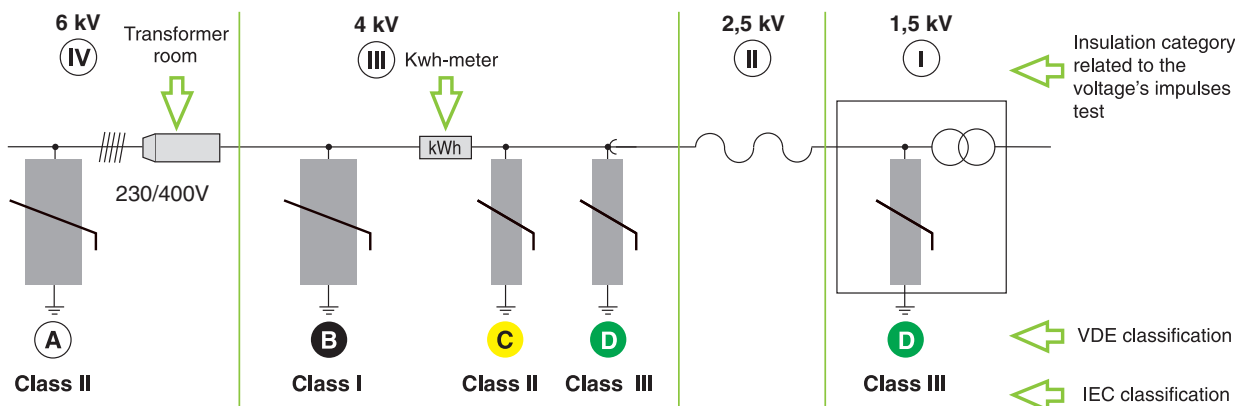 6 kV
IV
Transformer
room
4 kV
III
Kwh-meter
2,5 kV
II
1,5 kV
I
Insulation category
related to the
voltage's impulses
test
kWh
230/400V
A
B
C
D
D
VDE classification
Class II
Class I
Class II
Class III
Class III
IEC classification